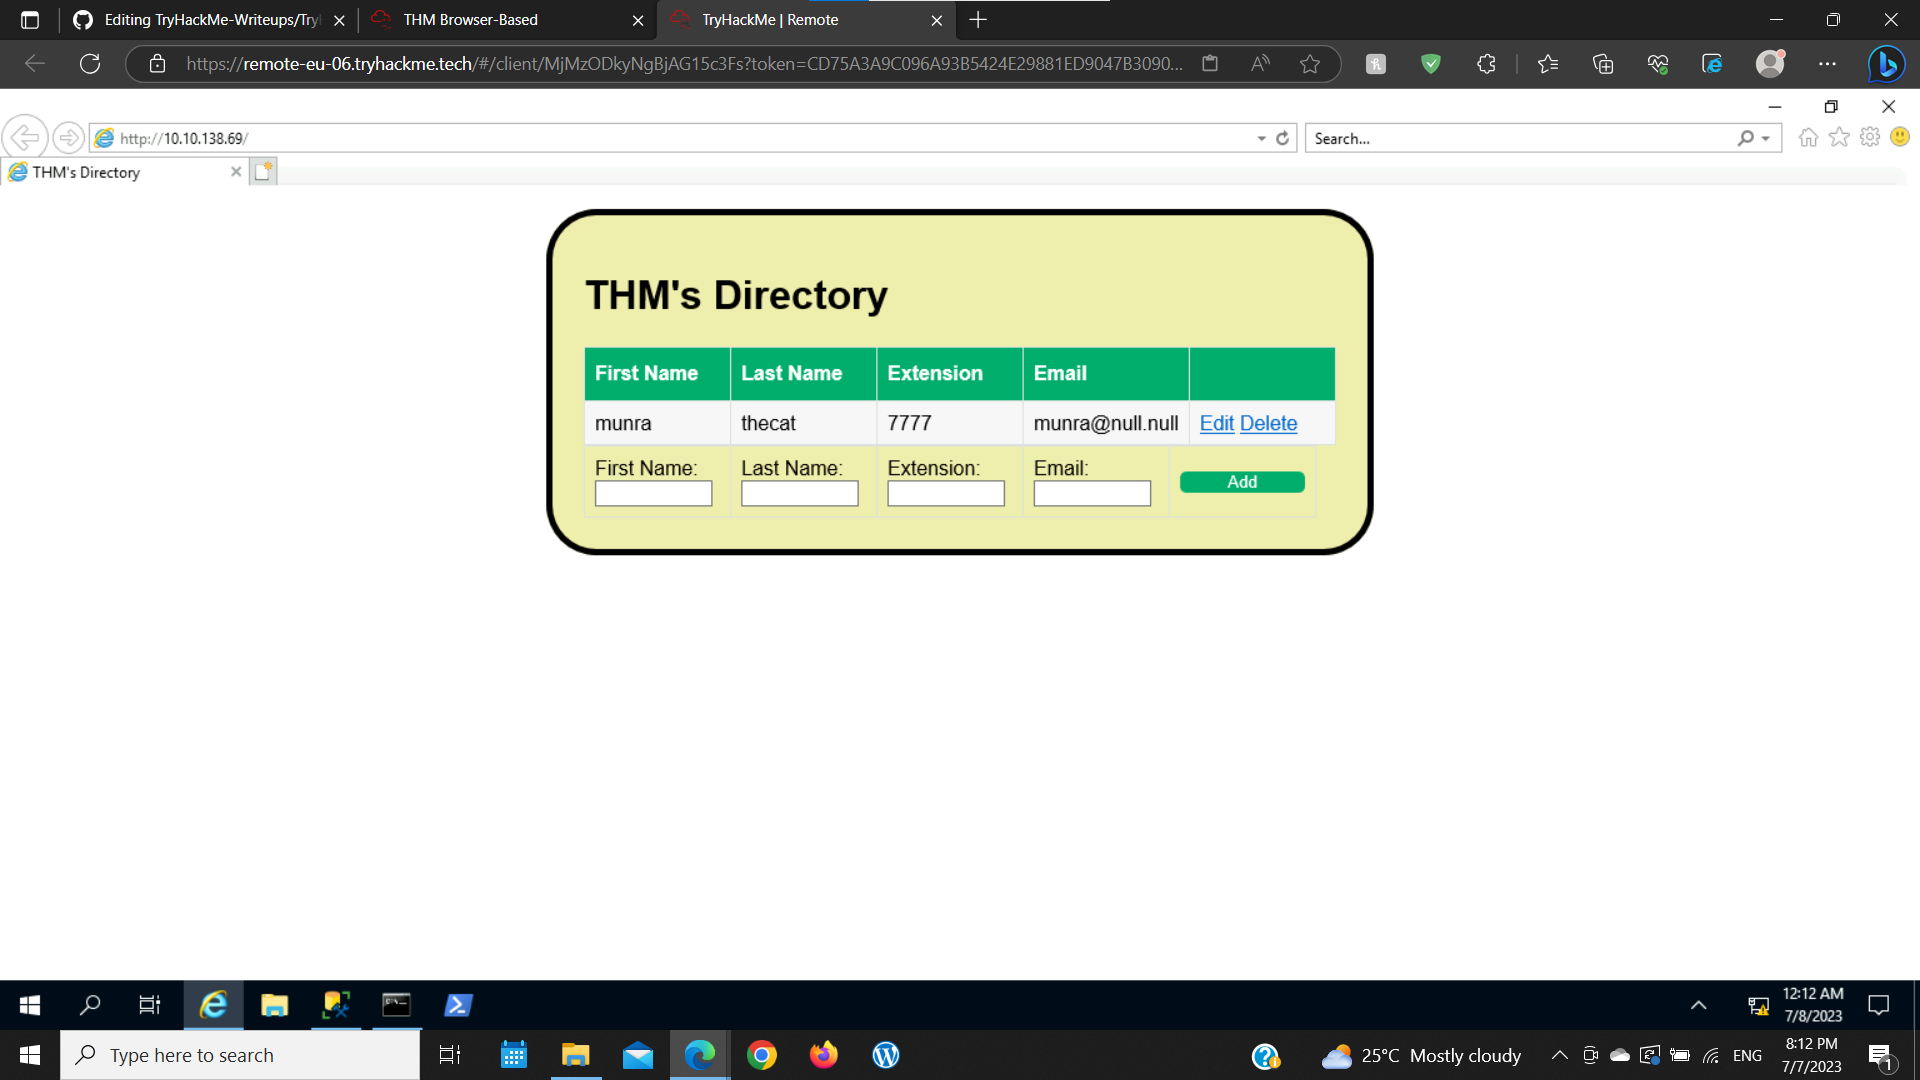 Editing TryHackMe-Writeups/Try
THM Browser-Based
TryHackMe | Remote
https://remote-eu-06.tryhackme.tech/#/client/MjMzODkyNgBjAG15c3Fs?token=CD75A3A9C096A93B5424E29881ED9047B3090...
http://10.10.138.69/
Search...
THM's Directory
THM's Directory
First Name Last Name Extension Email
munra thecat 7777 munra@null.null Edit Delete
First Name: Last Name: Extension: Email:
Add
12:12 AM
7/8/2023
Type here to search
25°C Mostly cloudy
ENG
8:12 PM
7/7/2023
1